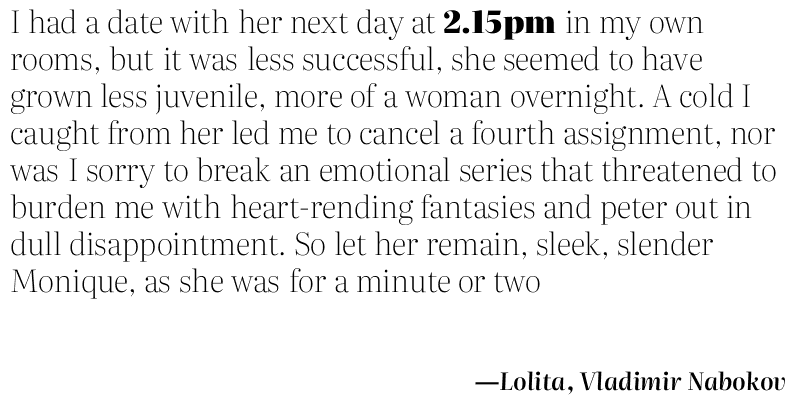 I had a date with her next day at 2.15pm in my own
rooms, but it was less successful, she seemed to have
grown less juvenile, more of a woman overnight. A cold I
caught from her led me to cancel a fourth assignment, nor
was I sorry to break an emotional series that threatened to
burden me with heart-rending fantasies and peter out in
dull disappointment. So let her remain, sleek, slender
Monique, as she was for a minute or two
—Lolita, Vladimir Nabokov